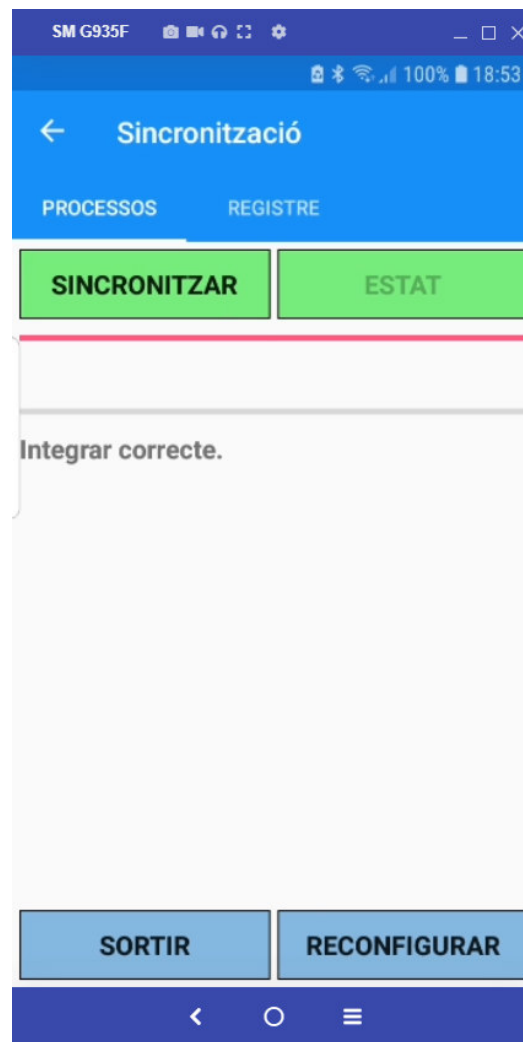 SM G935F
100% 18:53
Sincronització
PROCESSOS REGISTRE
SINCRONITZAR ESTAT
Integrar correcte.
SORTIR RECONFIGURAR